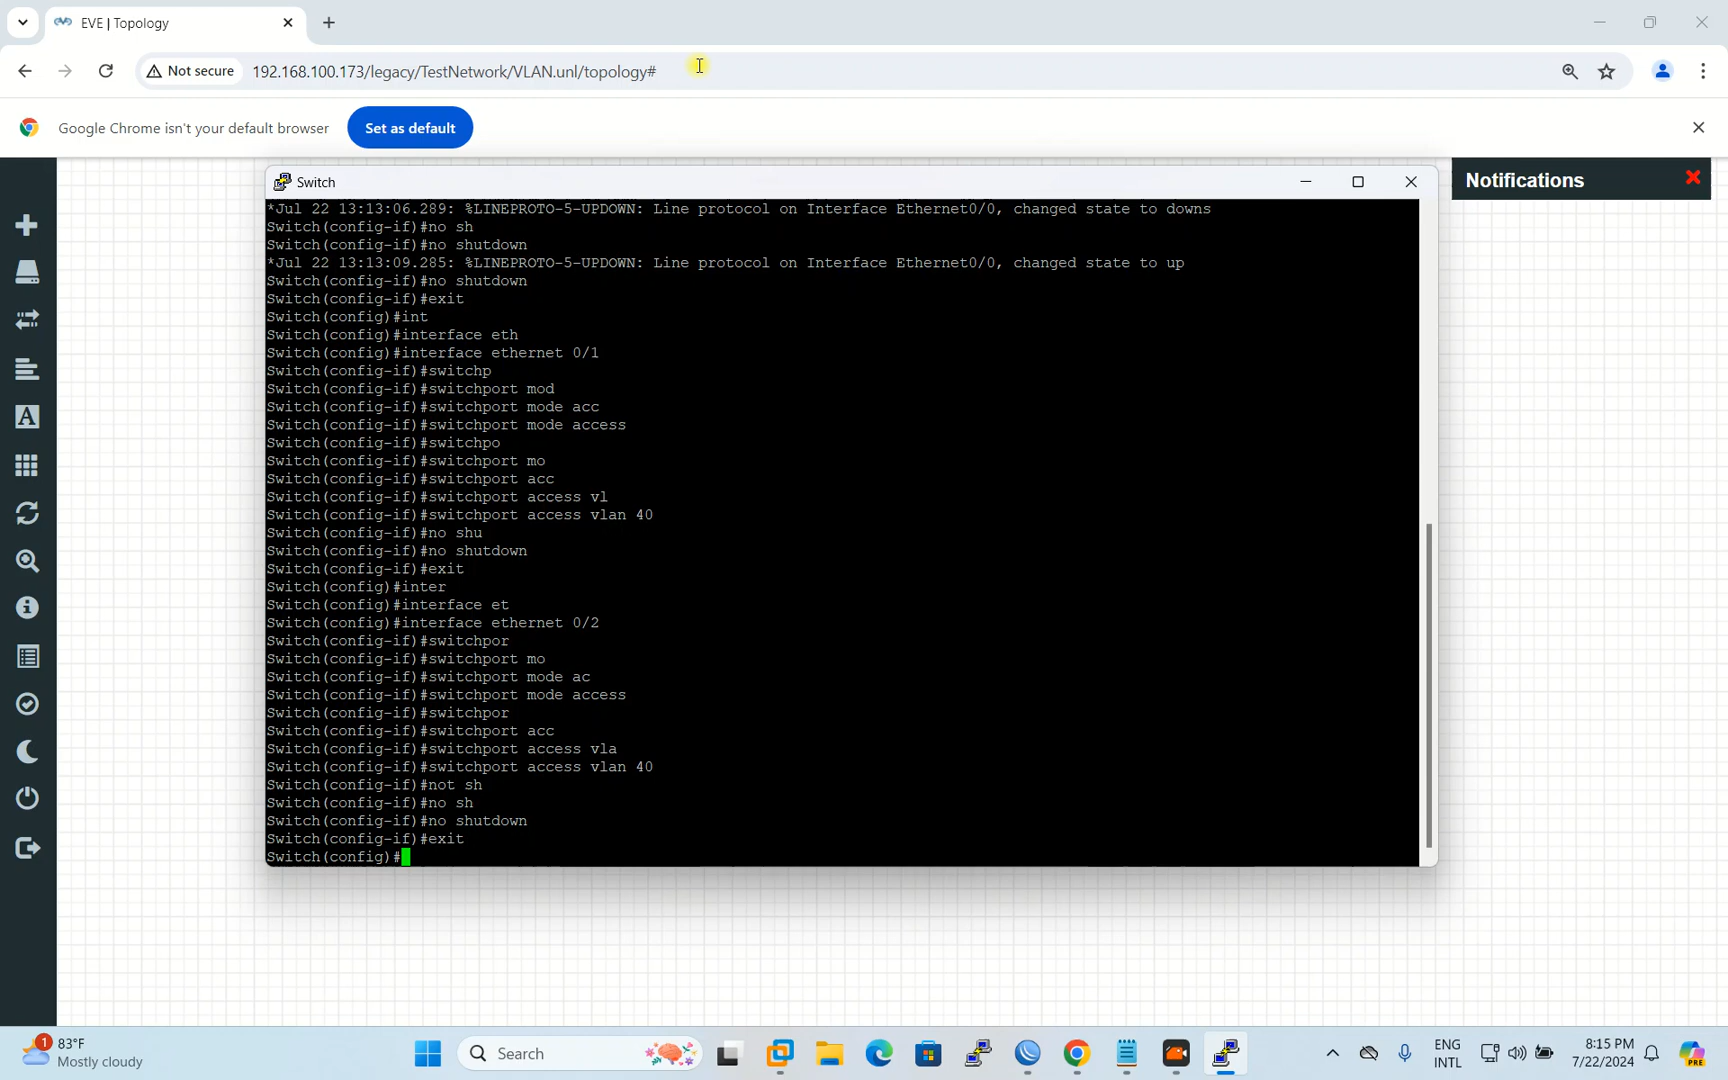 EVE | Topology
Not secure
192.168.100.173/legacy/TestNetwork/VLAN.unl/topology#
Google Chrome isn't your default browser
Set as default
Switch
Notifications
*Jul 22 13:13:06.289: %LINEPROTO-5-UPDOWN: Line protocol on Interface Ethernet0/0, changed state to downs
Switch(config-if)#no sh
Switch(config-if)#no shutdown
*Jul 22 13:13:09.285: %LINEPROTO-5-UPDOWN: Line protocol on Interface Ethernet0/0, changed state to up
Switch(config-if)#no shutdown
Switch(config-if)#exit
Switch(config)#int
Switch(config)#interface eth
Switch(config)#interface ethernet 0/1
Switch(config-if)#switchp
Switch(config-if)#switchport mod
Switch(config-if)#switchport mode acc
Switch(config-if)#switchport mode access
Switch(config-if)#switchpo
Switch(config-if)#switchport mo
Switch(config-if)#switchport acc
Switch(config-if)#switchport access vl
Switch(config-if)#switchport access vlan 40
Switch(config-if)#no shu
Switch(config-if)#no shutdown
Switch(config-if)#exit
Switch(config)#inter
Switch(config)#interface et
Switch(config)#interface ethernet 0/2
Switch(config-if)#switchpor
Switch(config-if)#switchport mo
Switch(config-if)#switchport mode ac
Switch(config-if)#switchport mode access
Switch(config-if)#switchpor
Switch(config-if)#switchport acc
Switch(config-if)#switchport access vla
Switch(config-if)#switchport access vlan 40
Switch(config-if)#not sh
Switch(config-if)#no sh
Switch(config-if)#no shutdown
Switch(config-if)#exit
Switch(config)#
1
83°F
Mostly cloudy
Search
ENG
INTL
8:15 PM
7/22/2024
PRE